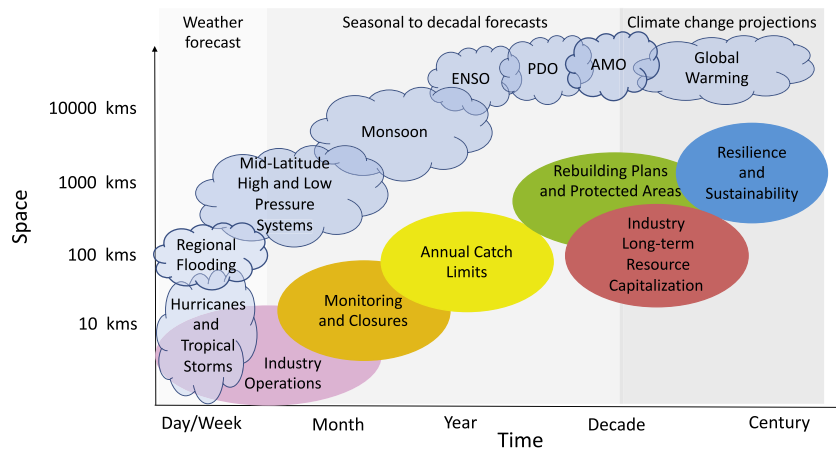 Weather
forecast
Seasonal to decadal forecasts
Climate change projections
ENSO
PDO
AMO
Global
Warming
10000 kms
Monsoon
Mid-Latitude
High and Low
Pressure
Systems
Rebuilding Plans
and Protected Areas
Resilience
and
Sustainability
1000 kms
Space
Regional
Flooding
100 kms
Annual Catch
Limits
Industry
Long-term
Resource
Capitalization
Hurricanes
and
Tropical
Storms
Monitoring
and Closures
10 kms
Industry
Operations
Day/Week
Month
Year
Decade
Century
Time